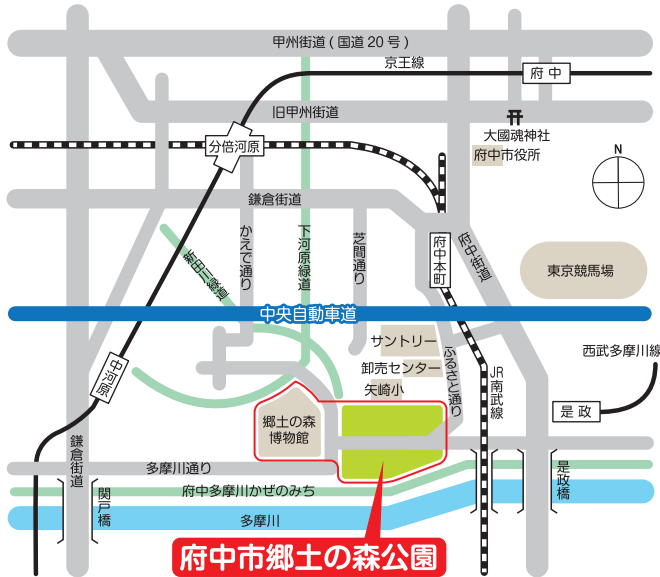 甲州街道(国道20号)
京王線
府中
旧甲州街道
大國魂神社
分倍河原
府中市役所
N
鎌倉街道
かえで通り
下河原緑道
芝間通り
府中本町
府中街道
新田川緑道
東京競馬場
中央自動車道
サントリー
卸売センター
矢崎小
ふるさと通り
JR南武線
西武多摩川線
中河原
是政
郷土の森
博物館
鎌倉街道
多摩川通り
府中多摩川かぜのみち
関戸橋
是政橋
多摩川
府中市郷土の森公園